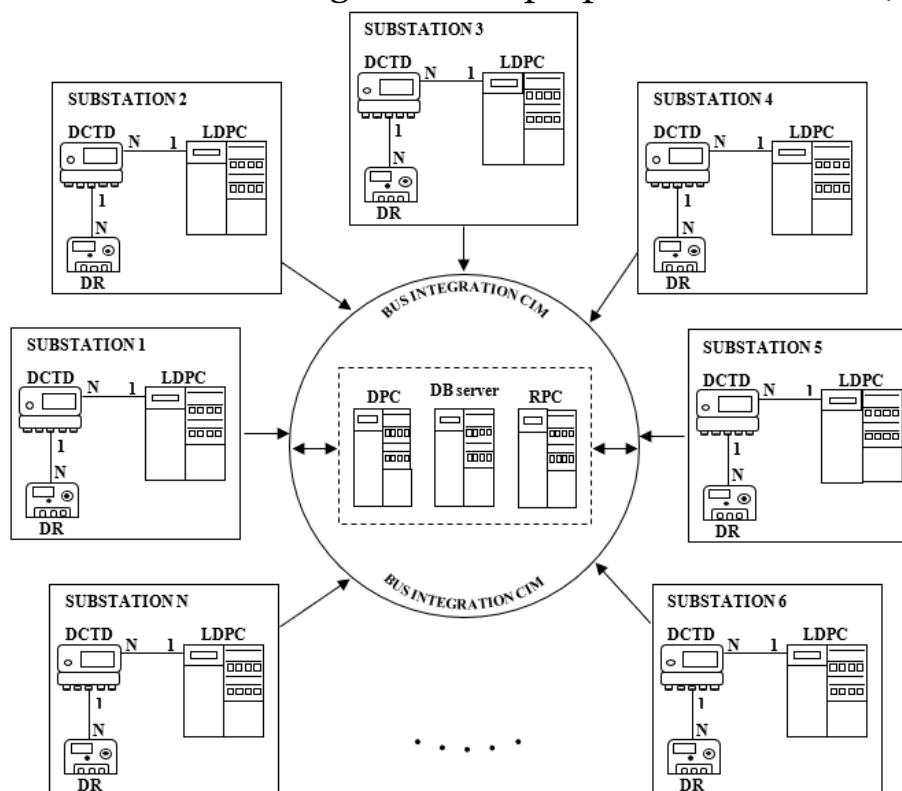 SUBSTATION 3
DCTD N 1 LDPC
1
N
DR
SUBSTATION 2
DCTD N 1 LDPC
1
N
DR
SUBSTATION 4
DCTD N 1 LDPC
1
N
DR
BUS INTEGRATION CIM
SUBSTATION 1
DCTD N 1 LDPC
1
N
DR
DPC DB server RPC
SUBSTATION 5
DCTD N 1 LDPC
1
N
DR
BUS INTEGRATION CIM
SUBSTATION N
DCTD N 1 LDPC
1
N
DR
SUBSTATION 6
DCTD N 1 LDPC
1
N
DR
. . . . .